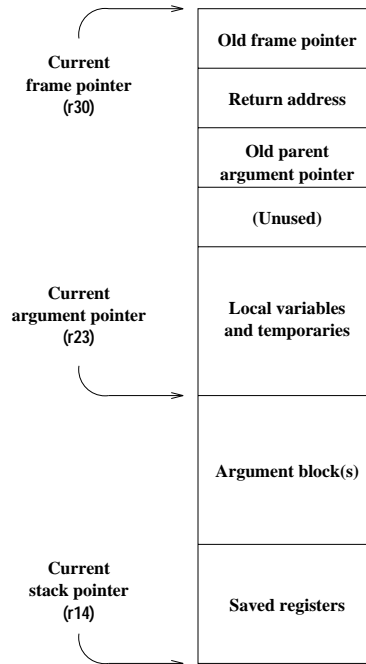 Old frame pointer
Current
frame pointer
(r30)
Return address
Old parent
argument pointer
(Unused)
Current
argument pointer
(r23)
Local variables
and temporaries
Argument block(s)
Current
stack pointer
(r14)
Saved registers